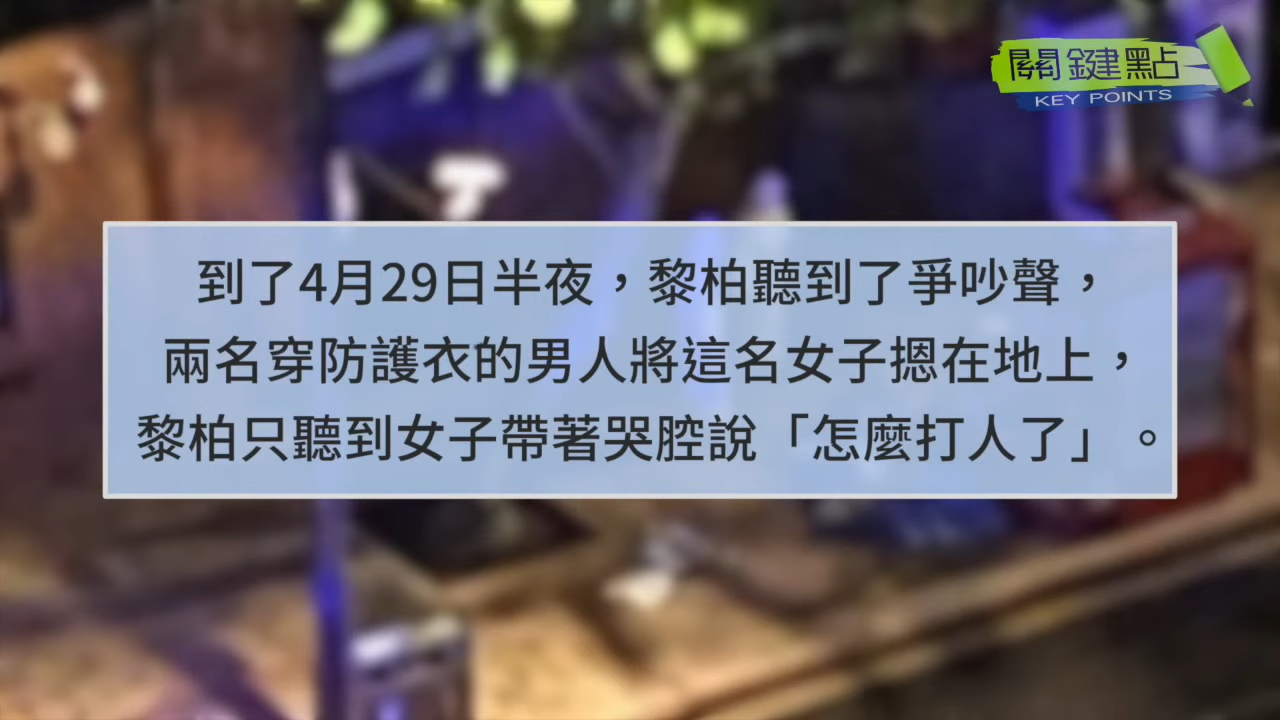 關鍵點
KEY POINTS
到了4月29日半夜，黎柏聽到了爭吵聲，
兩名穿防護衣的男人將這名女子摁在地上，
黎柏只聽到女子帶著哭腔說「怎麼打人了」。